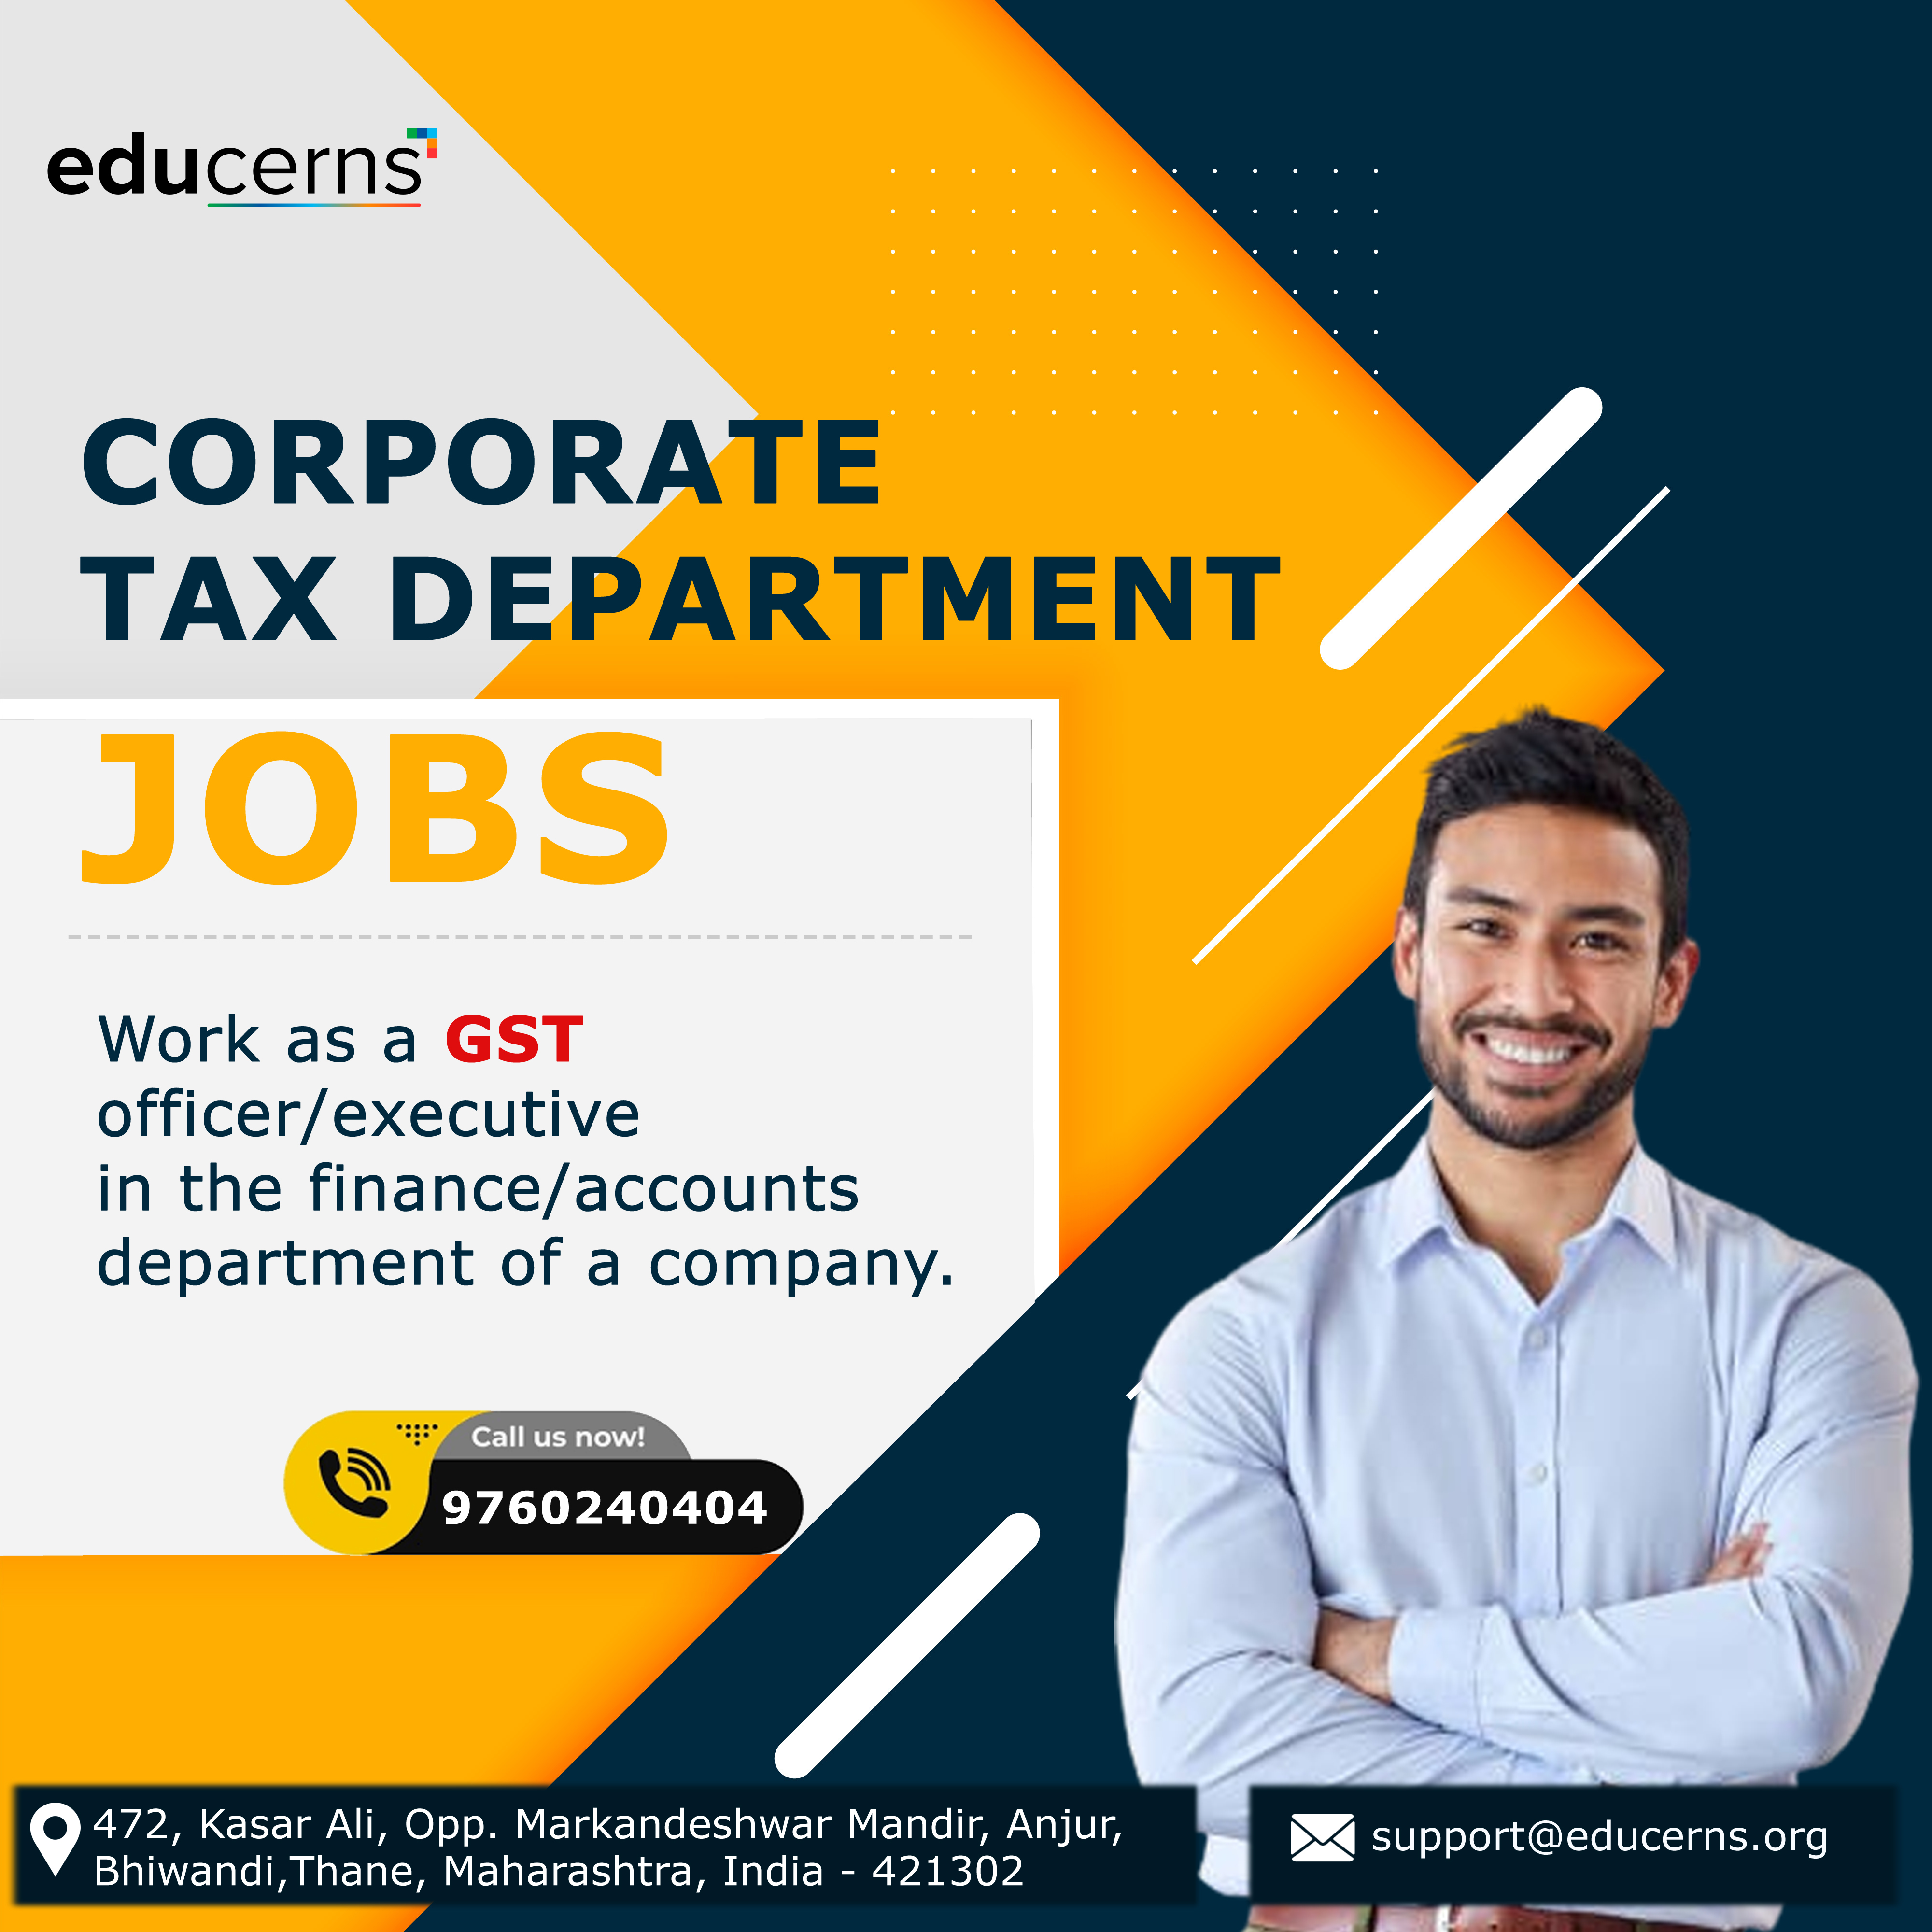 educerns
CORPORATE
TAX DEPARTMENT
JOBS
Work as a GST
officer/executive
in the finance/accounts
department of a company.
Call us now!
9760240404
472, Kasar Ali, Opp. Markandeshwar Mandir, Anjur,
Bhiwandi,Thane, Maharashtra, India - 421302
support@educerns.org